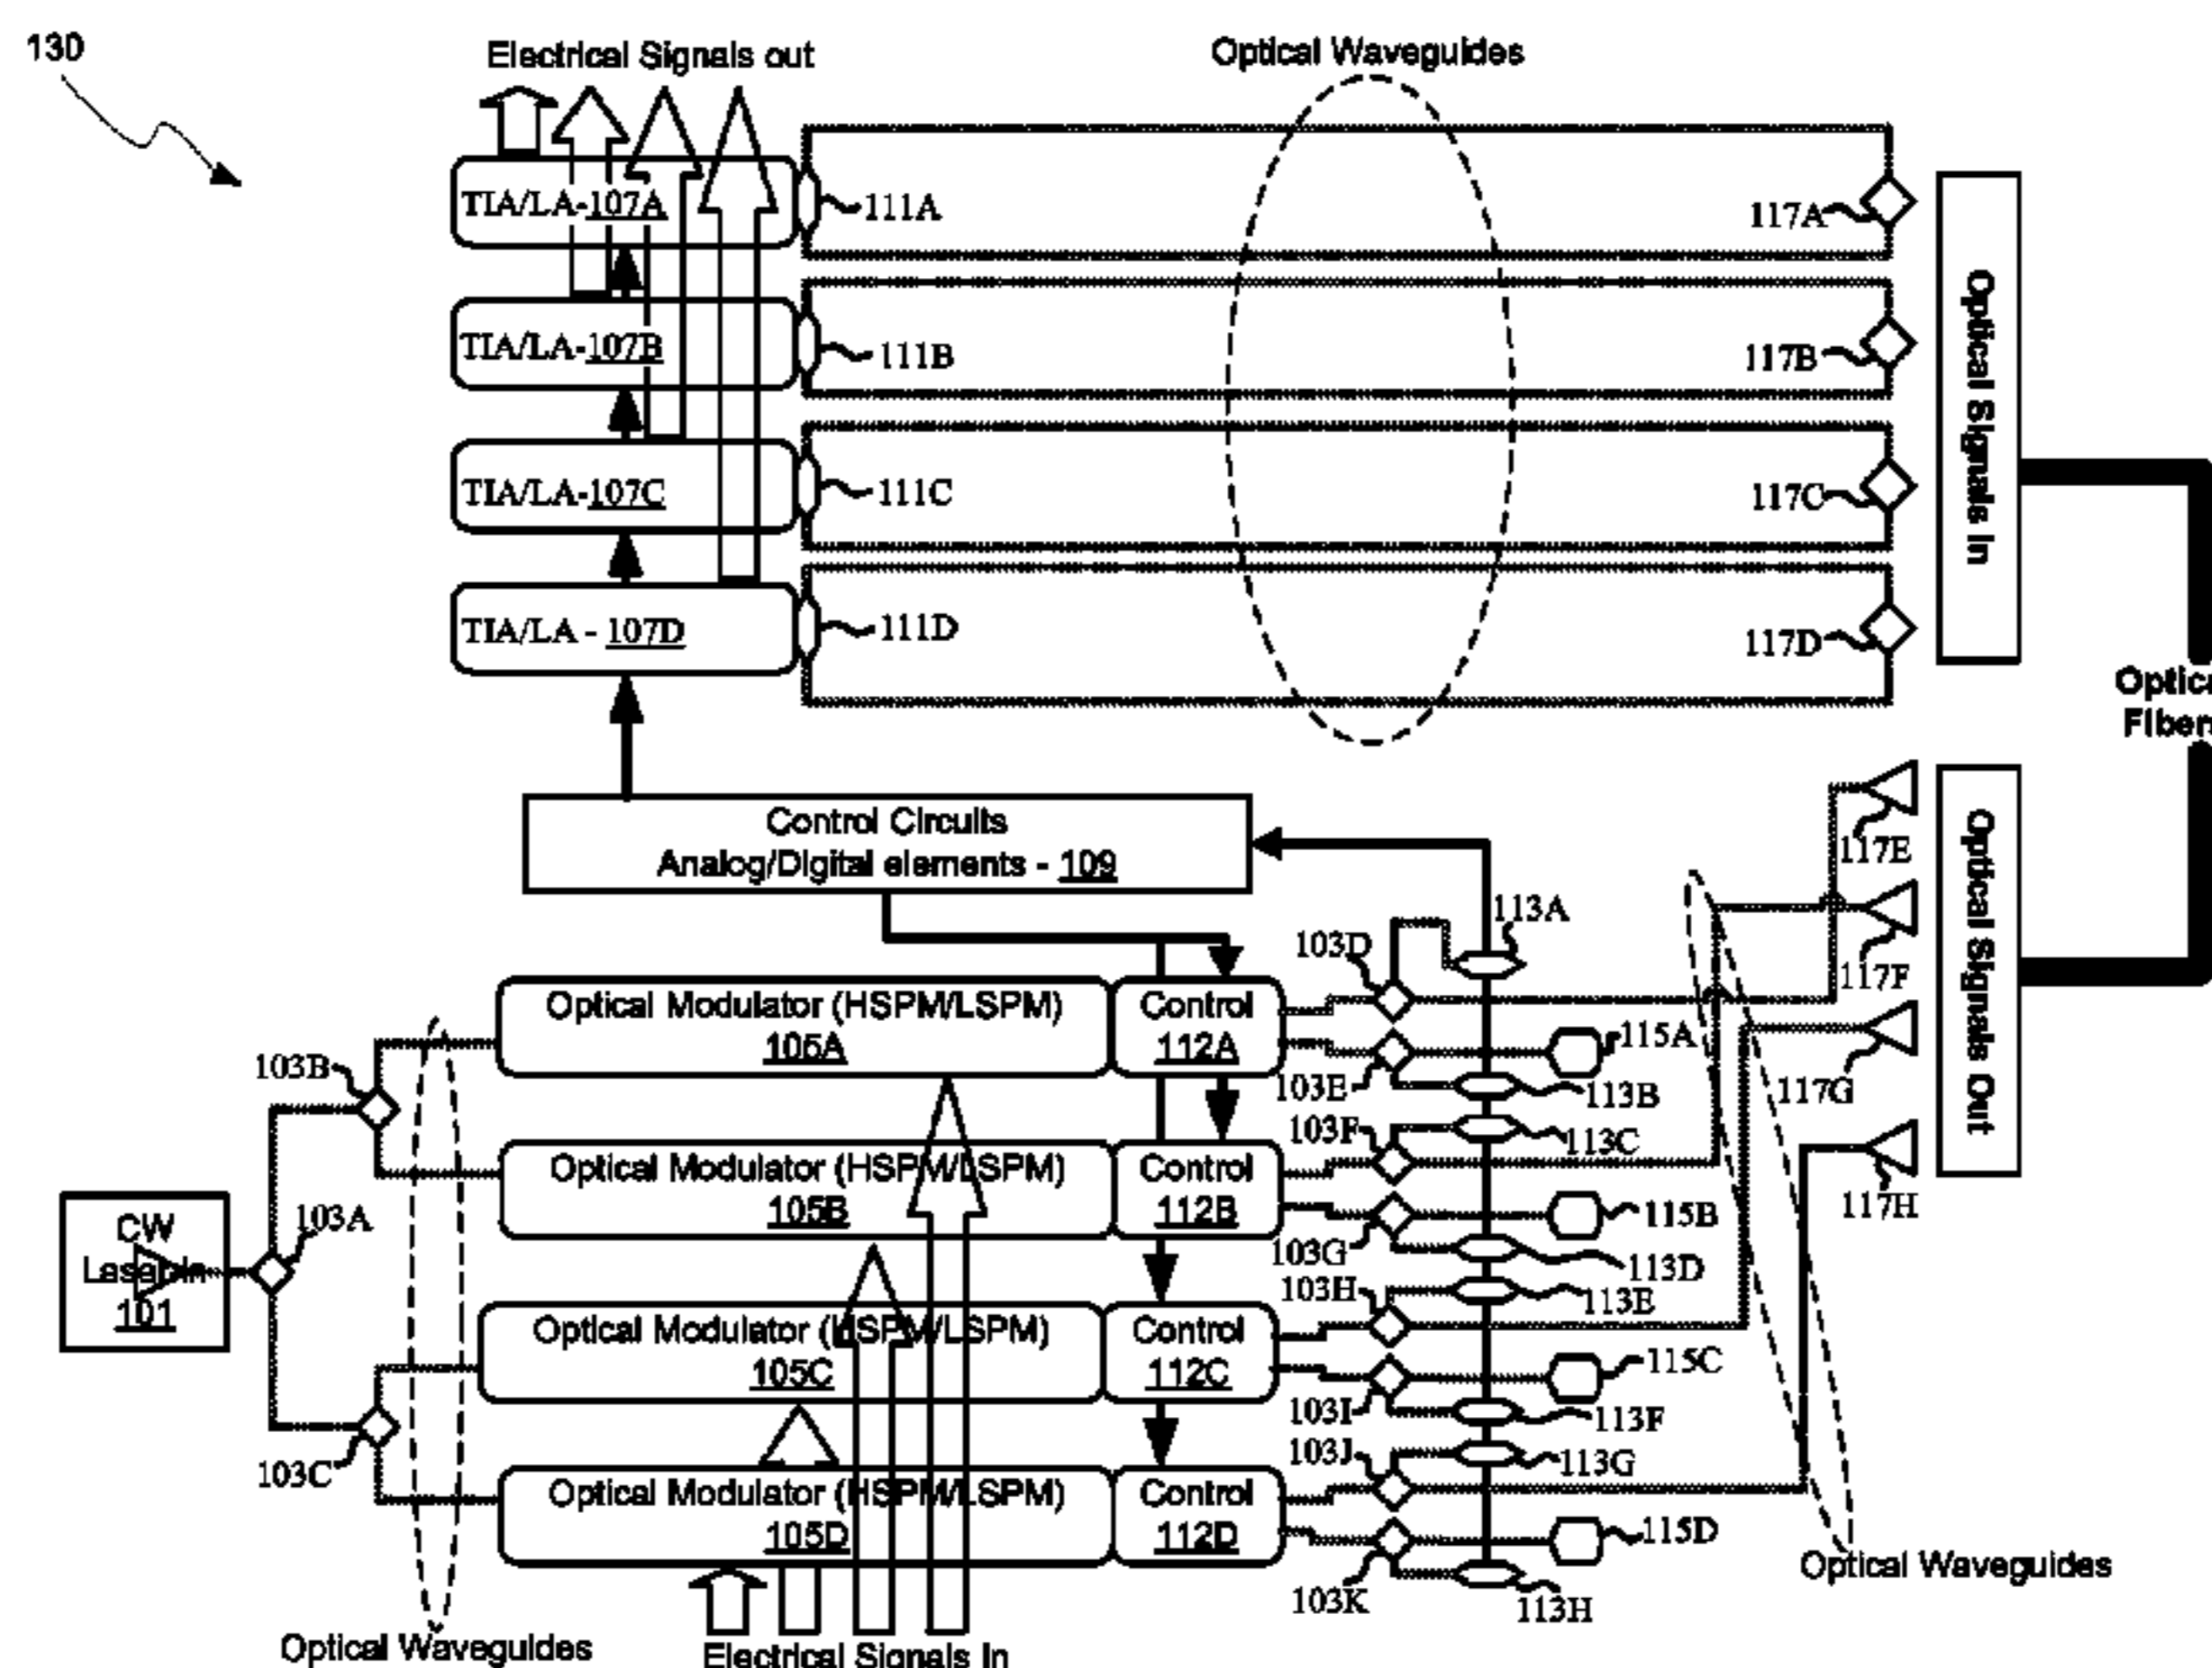 130
Electrical Signals out
Optical Waveguides
TIA/LA-107A
111A
117A
TIA/LA-107B
111B
117B
TIA/LA-107C
111C
117C
TIA/LA - 107D
111D
117D
Optical Signals In
Control Circuits
Analog/Digital elements - 109
117E
117F
117G
117H
Optical Signals Out
113A
103D
Optical Modulator (HSPM/LSPM)
105A
Control
112A
115A
103E
113B
103B
103F
113C
Optical Modulator (HSPM/LSPM)
105B
Control
112B
115B
103G
113D
103A
CW
Laser In
101
103H
113E
Optical Modulator (HSPM/LSPM)
105C
Control
112C
115C
103I
113F
103C
103J
113G
Optical Modulator (HSPM/LSPM)
105D
Control
112D
115D
103K
113H
Optical Waveguides
Optical Waveguides
Electrical Signals In